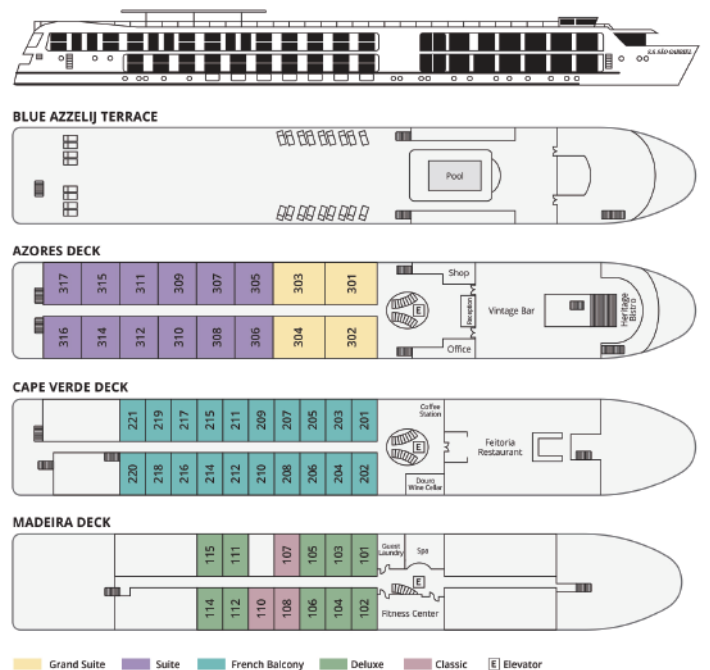 S.S. SÃO GABRIEL
BLUE AZZELIJ TERRACE
Pool
AZORES DECK
317 315 311 309 307 305 303 301
316 314 312 310 308 306 304 302
Shop
E
Reception
Office
Vintage Bar
Heritage
Bistro
CAPE VERDE DECK
221 219 217 215 211 209 207 205 203 201
220 218 216 214 212 210 208 206 204 202
Coffee
Station
E
Douro
Wine Cellar
Feitoria
Restaurant
MADEIRA DECK
115 111 107 105 103 101
114 112 110 108 106 104 102
Guest
Laundry
Spa
E
Fitness Center
Grand Suite Suite French Balcony Deluxe Classic E Elevator